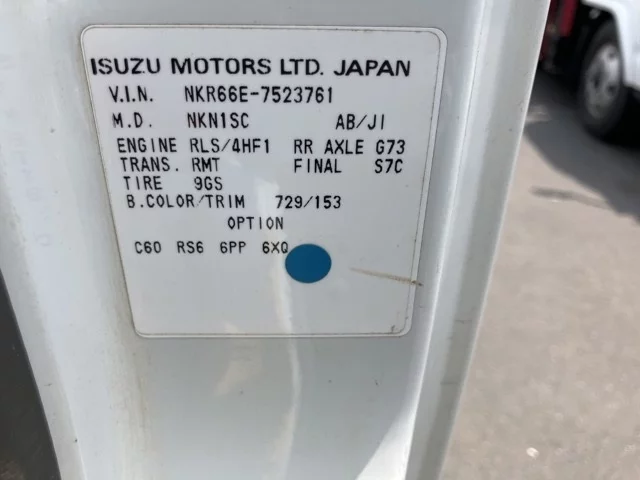 ISUZU MOTORS LTD. JAPAN
V.I.N. NKR66E-7523761
M.D. NKN1SC AB/JI
ENGINE RLS/4HF1 RR AXLE G73
TRANS. RMT FINAL S7C
TIRE 9GS
B.COLOR/TRIM 729/153
OPTION
C60 RS6 6PP 6XQ